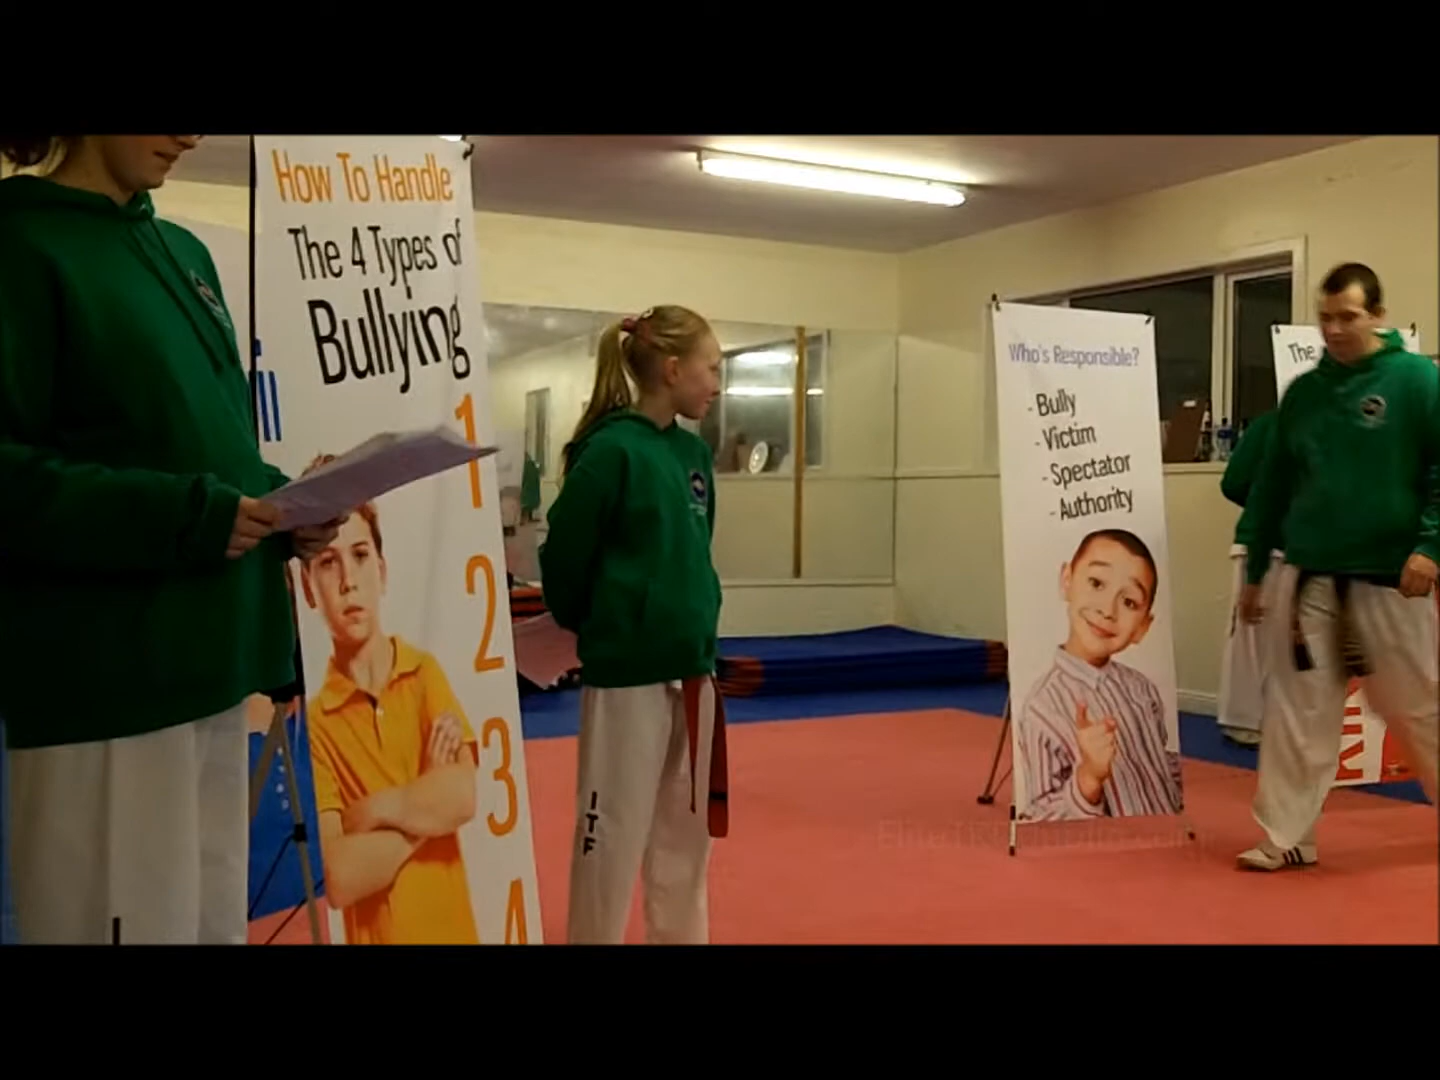 How To Handle
The 4 Types of
Bullying
1
2
3
4
Who's Responsible?
- Bully
- Victim
- Spectator
- Authority
The
ITF